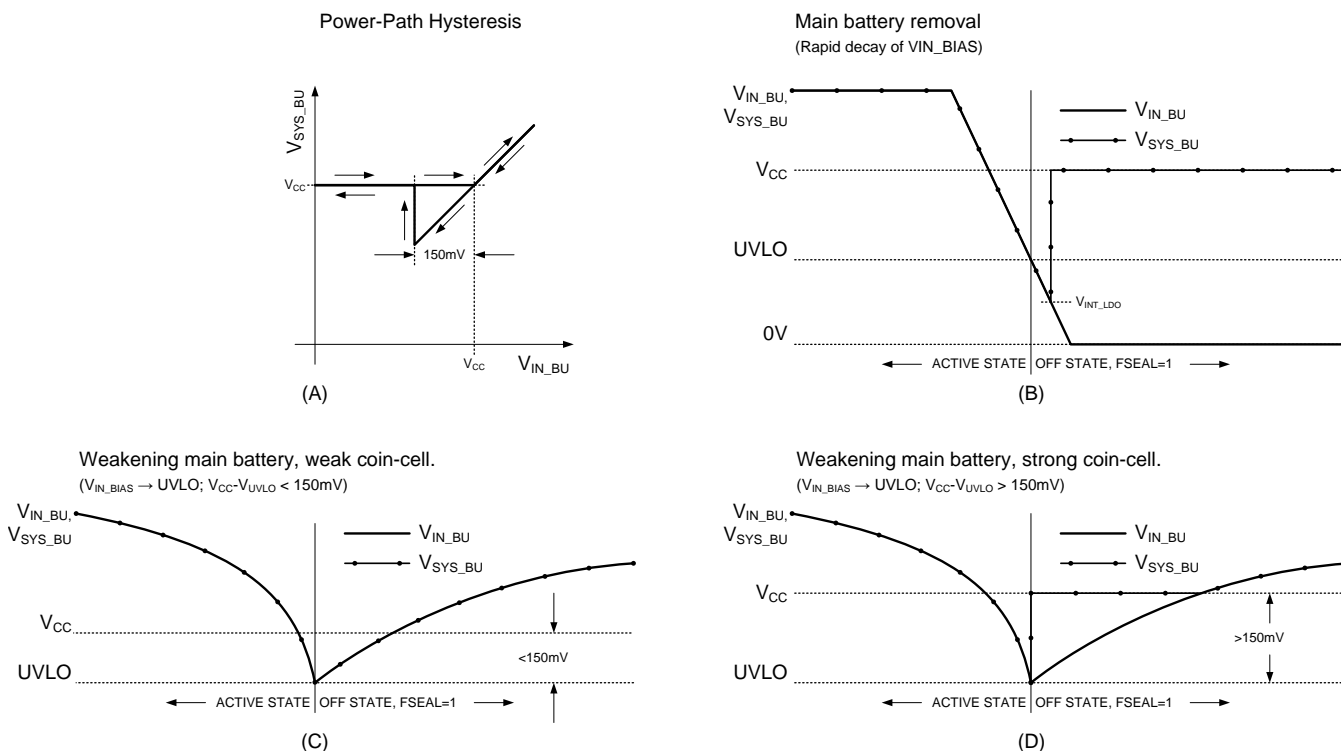 Power-Path Hysteresis
VSYS_BU
VCC
150mV
VCC
VIN_BU
(A)
Main battery removal
(Rapid decay of VIN_BIAS)
VIN_BU,
VSYS_BU
VIN_BU
VSYS_BU
VCC
UVLO
VINT_LDO
0V
ACTIVE STATE
OFF STATE, FSEAL=1
(B)
Weakening main battery, weak coin-cell.
(VIN_BIAS → UVLO; VCC-VUVLO < 150mV)
VIN_BU,
VSYS_BU
VIN_BU
VSYS_BU
VCC
<150mV
UVLO
ACTIVE STATE
OFF STATE, FSEAL=1
(C)
Weakening main battery, strong coin-cell.
(VIN_BIAS → UVLO; VCC-VUVLO > 150mV)
VIN_BU,
VSYS_BU
VIN_BU
VSYS_BU
VCC
>150mV
UVLO
ACTIVE STATE
OFF STATE, FSEAL=1
(D)